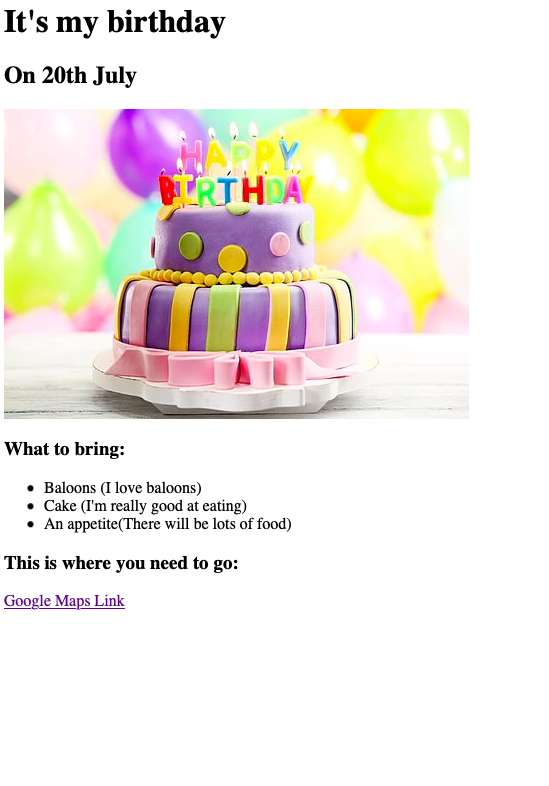 It's my birthday
On 20th July
HAPPY
BIRTHDAY
What to bring:
Baloons (I love baloons)
Cake (I'm really good at eating)
An appetite(There will be lots of food)
This is where you need to go:
Google Maps Link